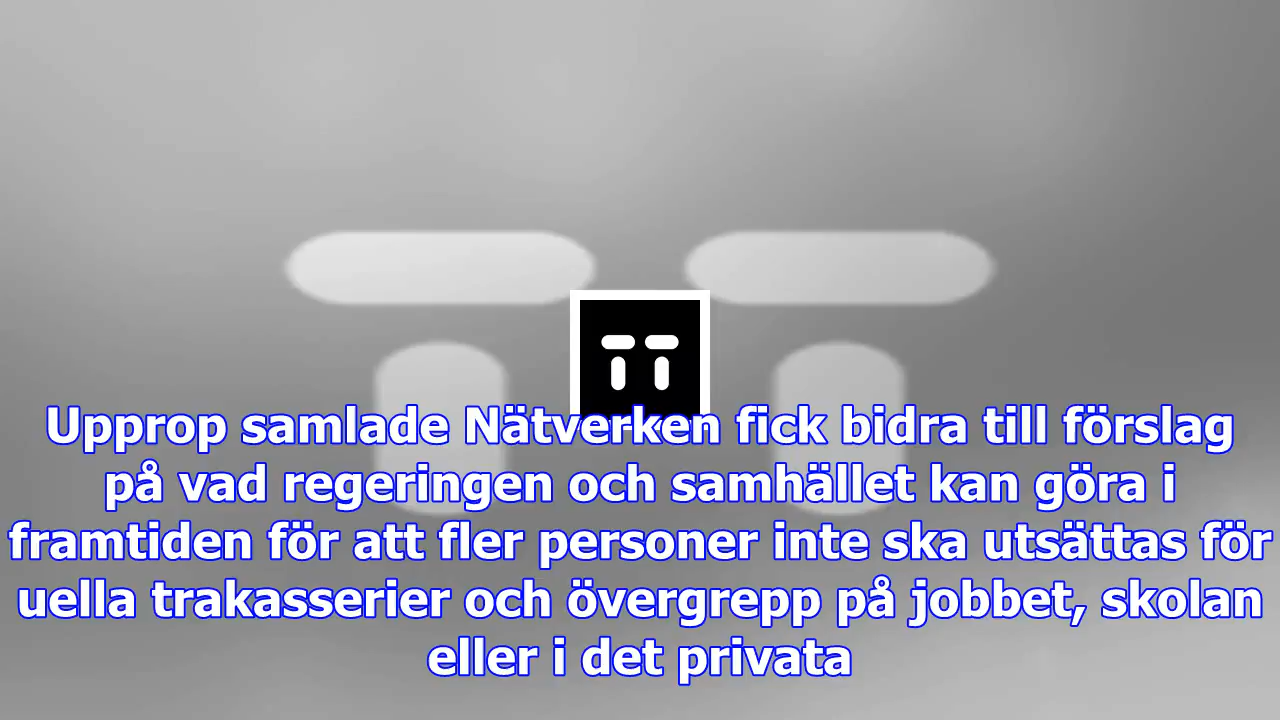 Upprop samlade Nätverken fick bidra till förslag
på vad regeringen och samhället kan göra i
framtiden för att fler personer inte ska utsättas för
uella trakasserier och övergrepp på jobbet, skolan
eller i det privata